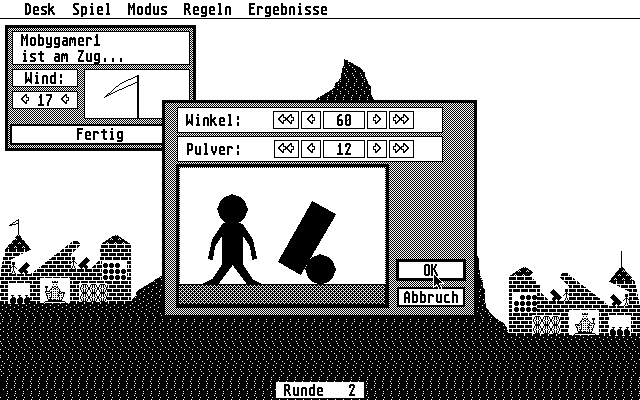 Desk Spiel Modus Regeln Ergebnisse
Mobygamer1
ist am Zug...
Wind:
17
Fertig
Winkel: 60
Pulver: 12
OK
Abbruch
Runde 2